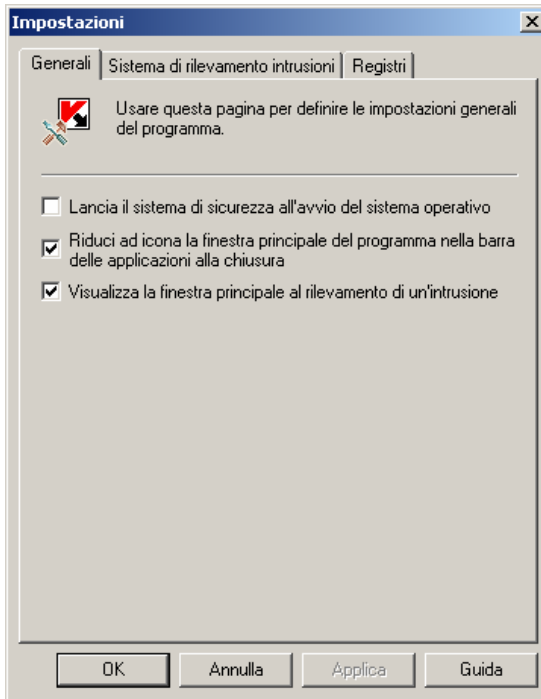 Impostazioni
Generali
Sistema di rilevamento intrusioni
Registri
Usare questa pagina per definire le impostazioni generali
del programma.
Lancia il sistema di sicurezza all'avvio del sistema operativo
Riduci ad icona la finestra principale del programma nella barra
delle applicazioni alla chiusura
Visualizza la finestra principale al rilevamento di un'intrusione
OK
Annulla
Applica
Guida